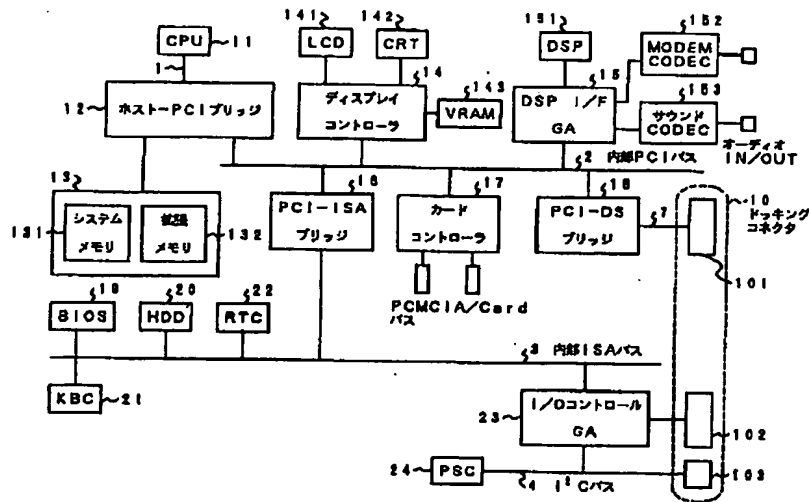 141
142
151
152
LCD
CRT
DSP
MODEM
CODEC
CPU
11
1
14
15
153
12
ホスト-PCIブリッジ
ディスプレイ
コントローラ
143
VRAM
DSP I/F
GA
サウンド
CODEC
オーディオ
IN/OUT
2 内部PCIバス
13
16
17
18
10
ドッキング
コネクタ
131
システム
メモリ
拡張
メモリ
132
PCI-ISA
ブリッジ
カード
コントローラ
PCI-DS
ブリッジ
7
101
PCMCIA/Card
バス
19
20
22
BIOS
HDD
RTC
3 内部ISAバス
KBC
21
23
I/Oコントロール
GA
102
24
PSC
4 I²Cバス
103